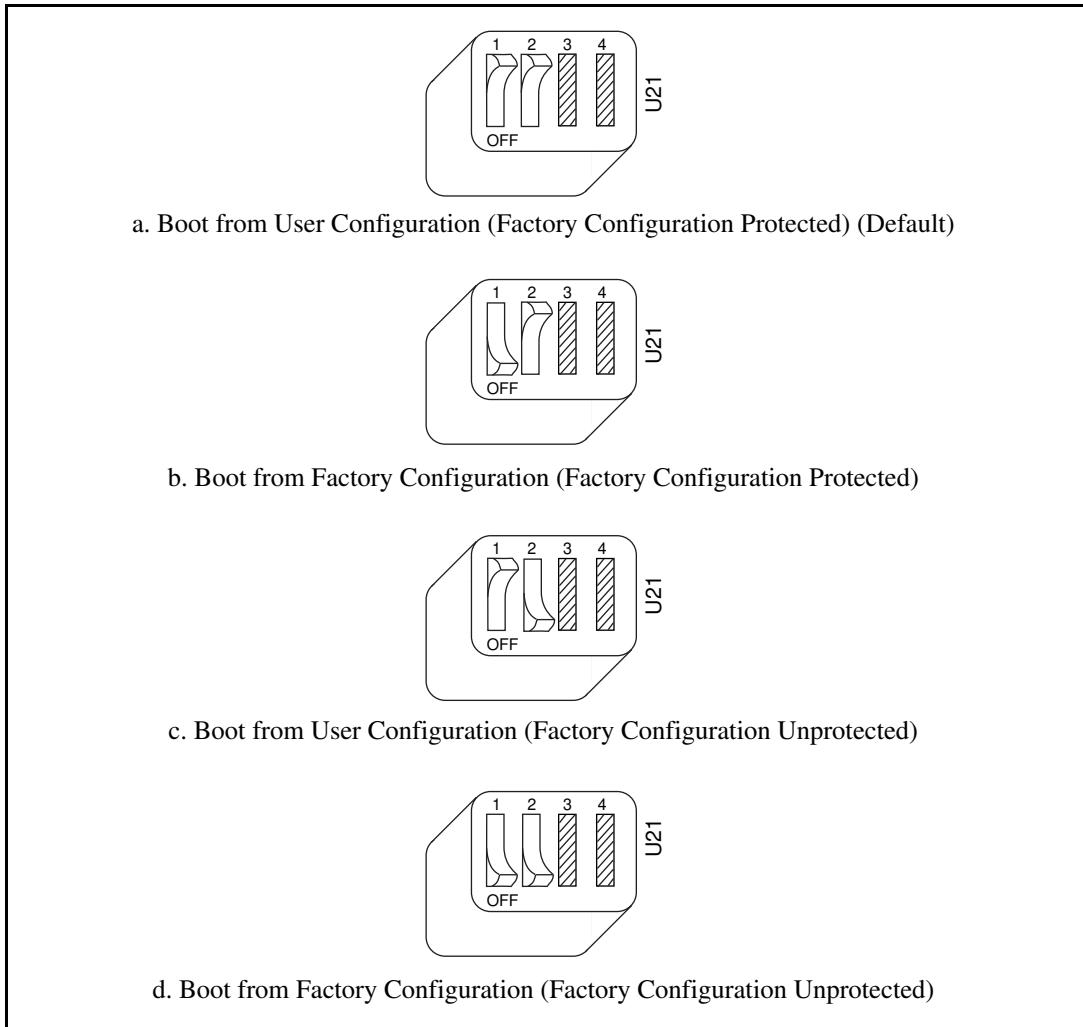 1 2 3 4
U21
OFF
a. Boot from User Configuration (Factory Configuration Protected) (Default)
1 2 3 4
U21
OFF
b. Boot from Factory Configuration (Factory Configuration Protected)
1 2 3 4
U21
OFF
c. Boot from User Configuration (Factory Configuration Unprotected)
1 2 3 4
U21
OFF
d. Boot from Factory Configuration (Factory Configuration Unprotected)